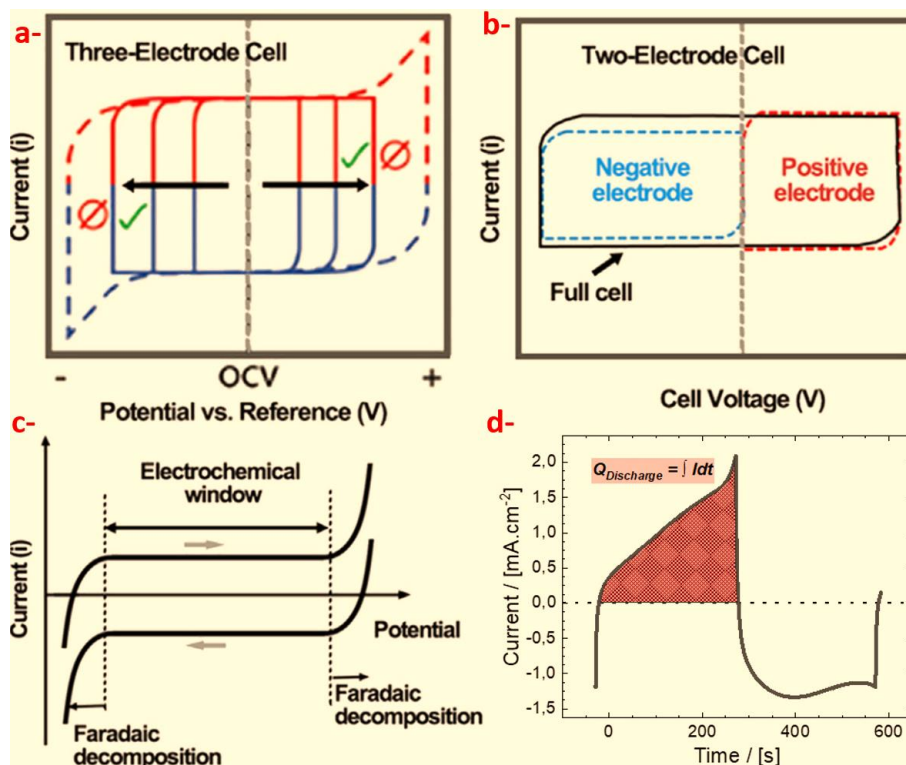 a-
Three-Electrode Cell
Current (i)
-
OCV
+
Potential vs. Reference (V)
b-
Two-Electrode Cell
Current (i)
Negative
electrode
Positive
electrode
Full cell
Cell Voltage (V)
c-
Electrochemical
window
Current (i)
Potential
Faradaic
decomposition
Faradaic
decomposition
d-
Q_Discharge = ∫ Idt
Current / [mA.cm⁻²]
2,0
1,5
1,0
0,5
0,0
-0,5
-1,0
-1,5
0
200
400
600
Time / [s]